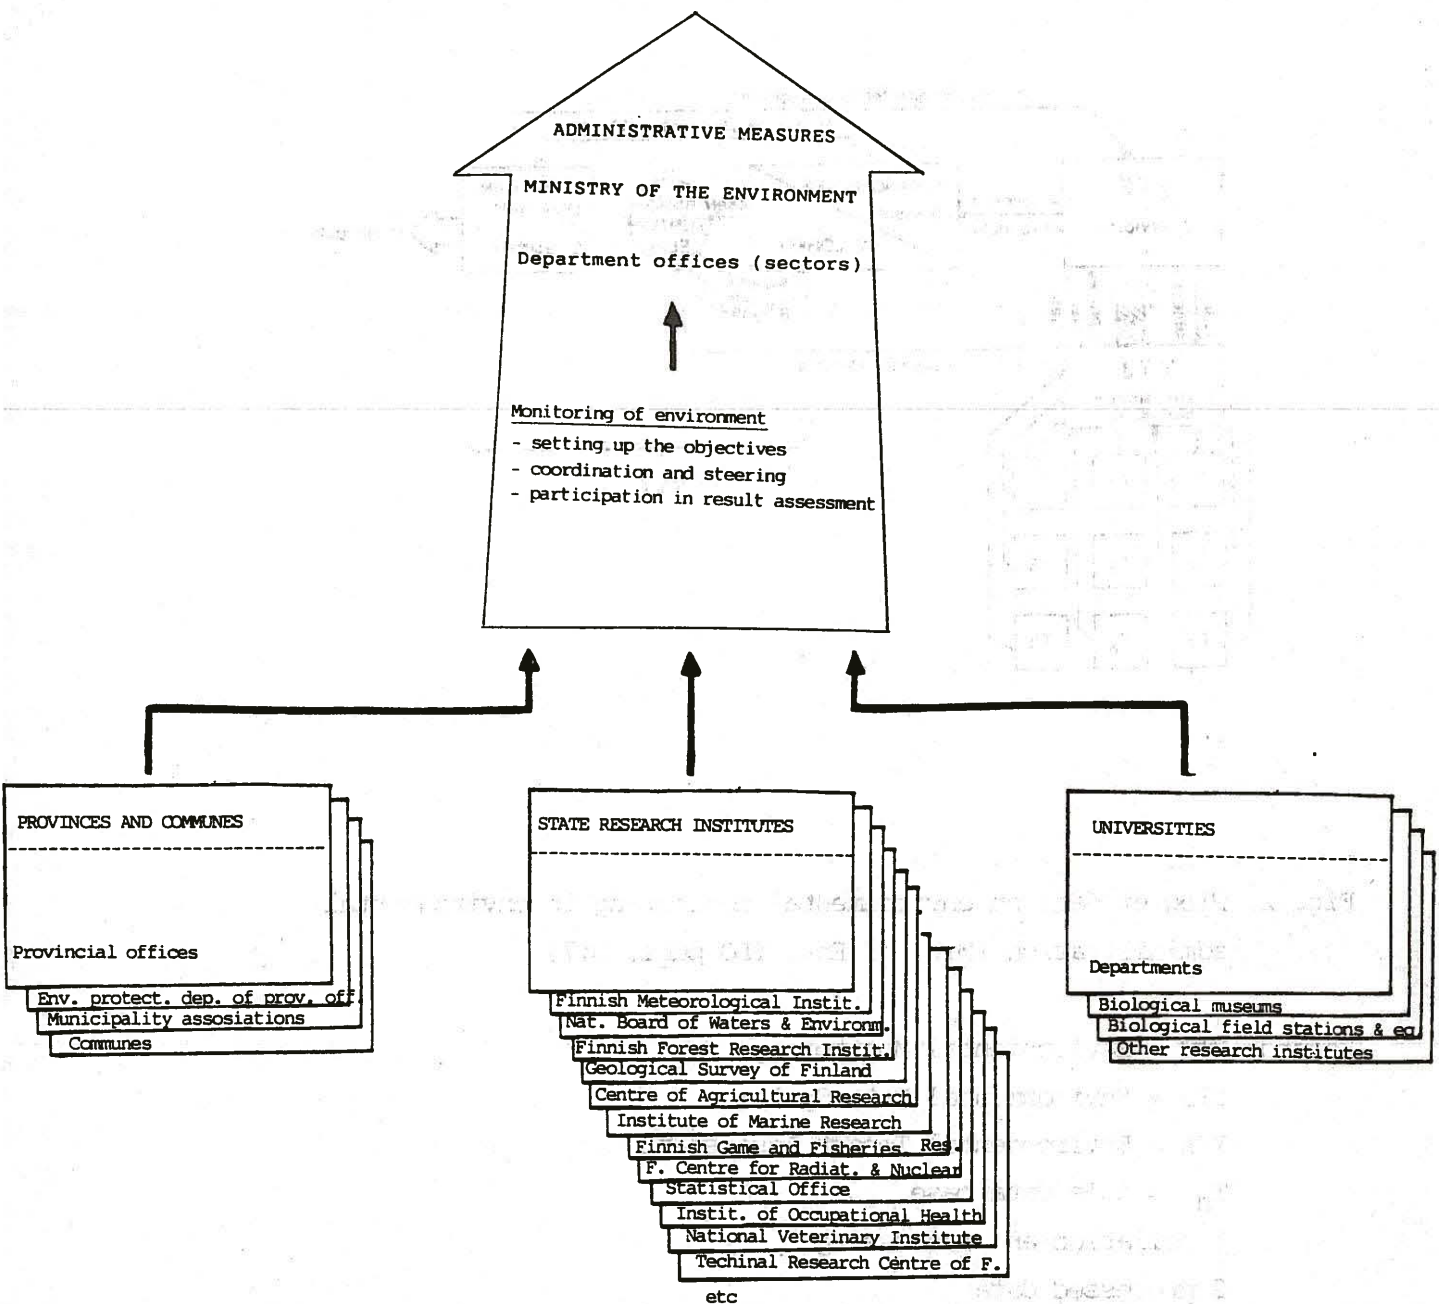 ADMINISTRATIVE MEASURES
MINISTRY OF THE ENVIRONMENT
Department offices (sectors)
Monitoring of environment
- setting up the objectives
- coordination and steering
- participation in result assessment
PROVINCES AND COMMUNES
Provincial offices
Env. protect. dep. of prov. off.
Municipality assosiations
Communes
STATE RESEARCH INSTITUTES
Finnish Meteorological Instit.
Nat. Board of Waters & Environm.
Finnish Forest Research Instit.
Geological Survey of Finland
Centre of Agricultural Research
Institute of Marine Research
Finnish Game and Fisheries Res.
F. Centre for Radiat. & Nuclear
Statistical Office
Instit. of Occupational Health
National Veterinary Institute
Techinal Research Centre of F.
etc
UNIVERSITIES
Departments
Biological museums
Biological field stations & eq.
Other research institutes